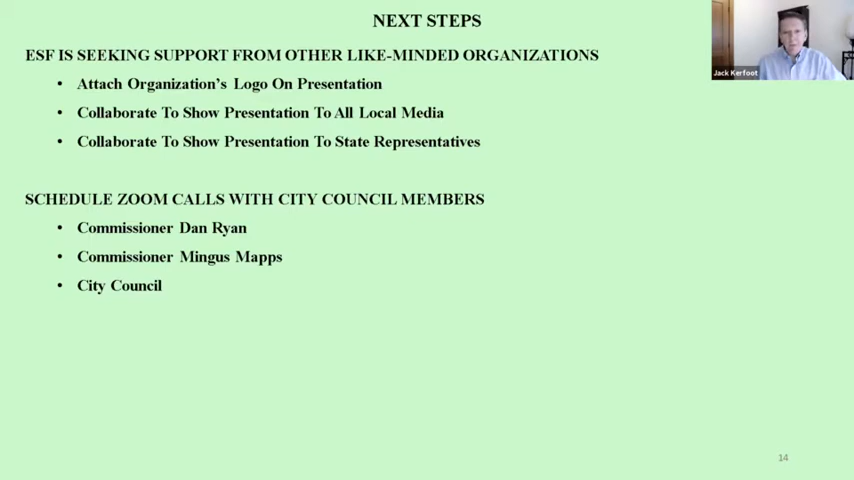 NEXT STEPS
ESF IS SEEKING SUPPORT FROM OTHER LIKE-MINDED ORGANIZATIONS
• Attach Organization's Logo On Presentation
• Collaborate To Show Presentation To All Local Media
• Collaborate To Show Presentation To State Representatives
SCHEDULE ZOOM CALLS WITH CITY COUNCIL MEMBERS
• Commissioner Dan Ryan
• Commissioner Mingus Mapps
• City Council
Jack Kerfoot
14